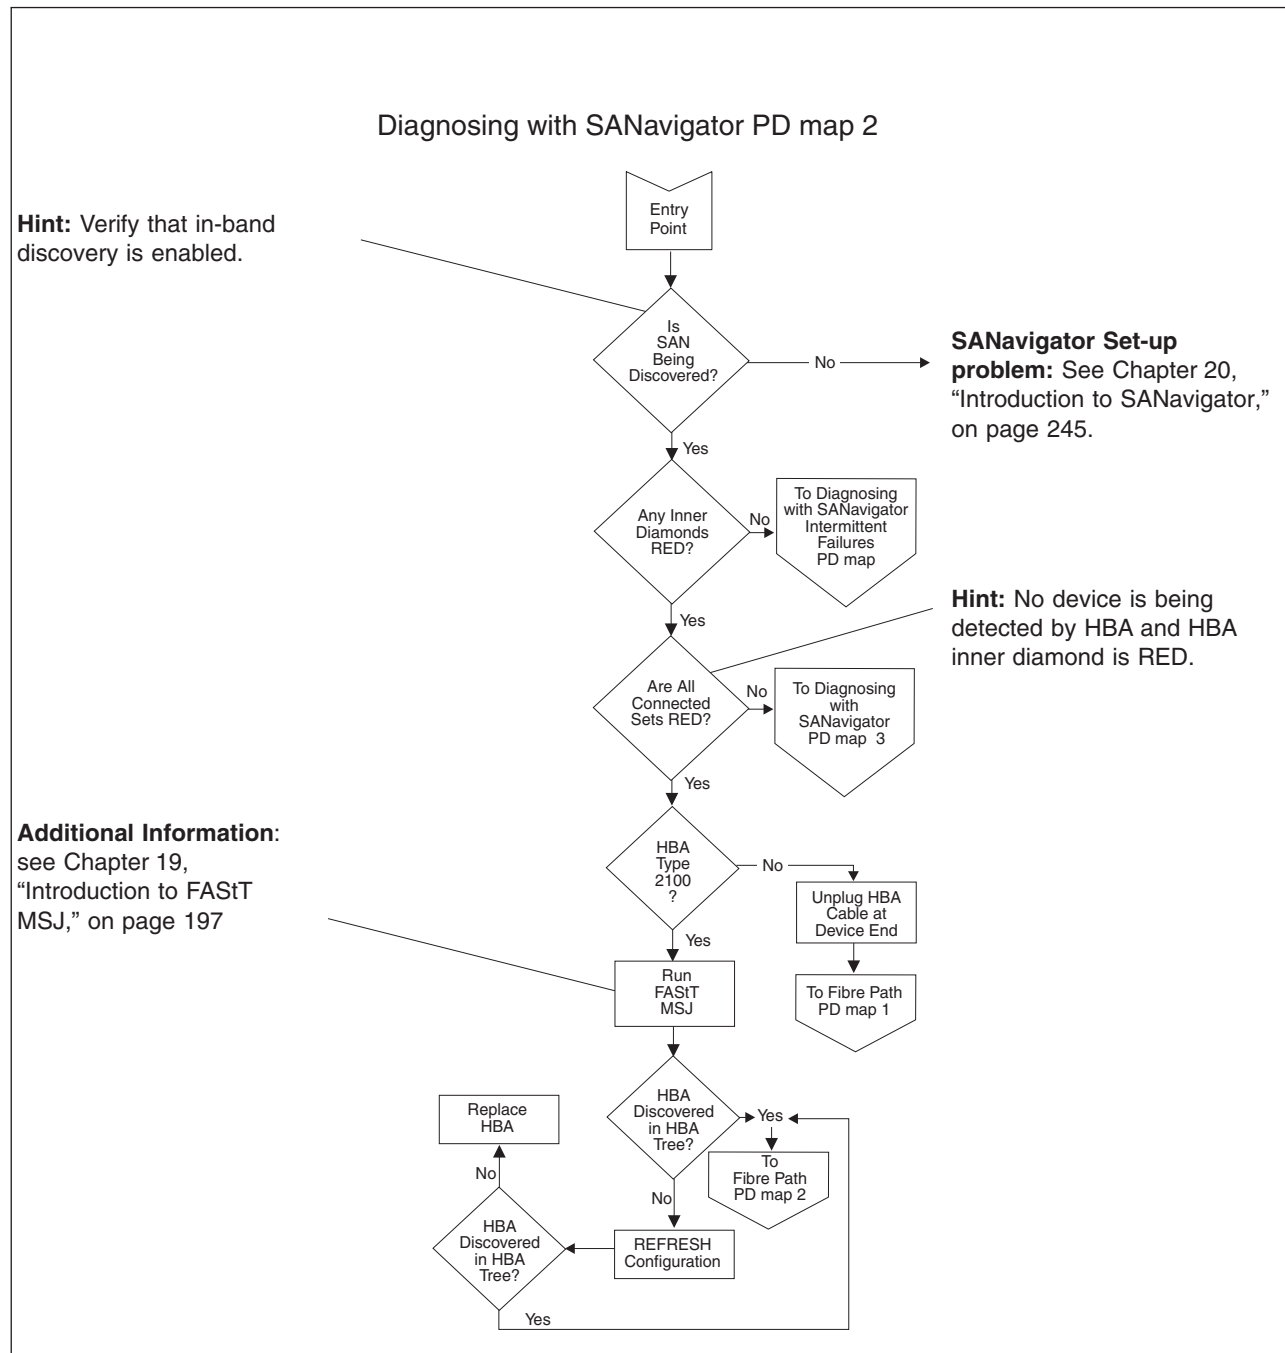 Diagnosing with SANavigator PD map 2
Entry
Point
Hint: Verify that in-band
discovery is enabled.
Is
SAN
Being
Discovered?
No
SANavigator Set-up
problem: See Chapter 20,
“Introduction to SANavigator,”
on page 245.
Yes
Any Inner
Diamonds
RED?
No
To Diagnosing
with SANavigator
Intermittent
Failures
PD map
Yes
Hint: No device is being
detected by HBA and HBA
inner diamond is RED.
Are All
Connected
Sets RED?
No
To Diagnosing
with
SANavigator
PD map 3
Yes
Additional Information:
see Chapter 19,
“Introduction to FAStT
MSJ,” on page 197
HBA
Type
2100
?
No
Unplug HBA
Cable at
Device End
To Fibre Path
PD map 1
Yes
Run
FAStT
MSJ
HBA
Discovered
in HBA
Tree?
Yes
To
Fibre Path
PD map 2
No
REFRESH
Configuration
HBA
Discovered
in HBA
Tree?
No
Replace
HBA
Yes